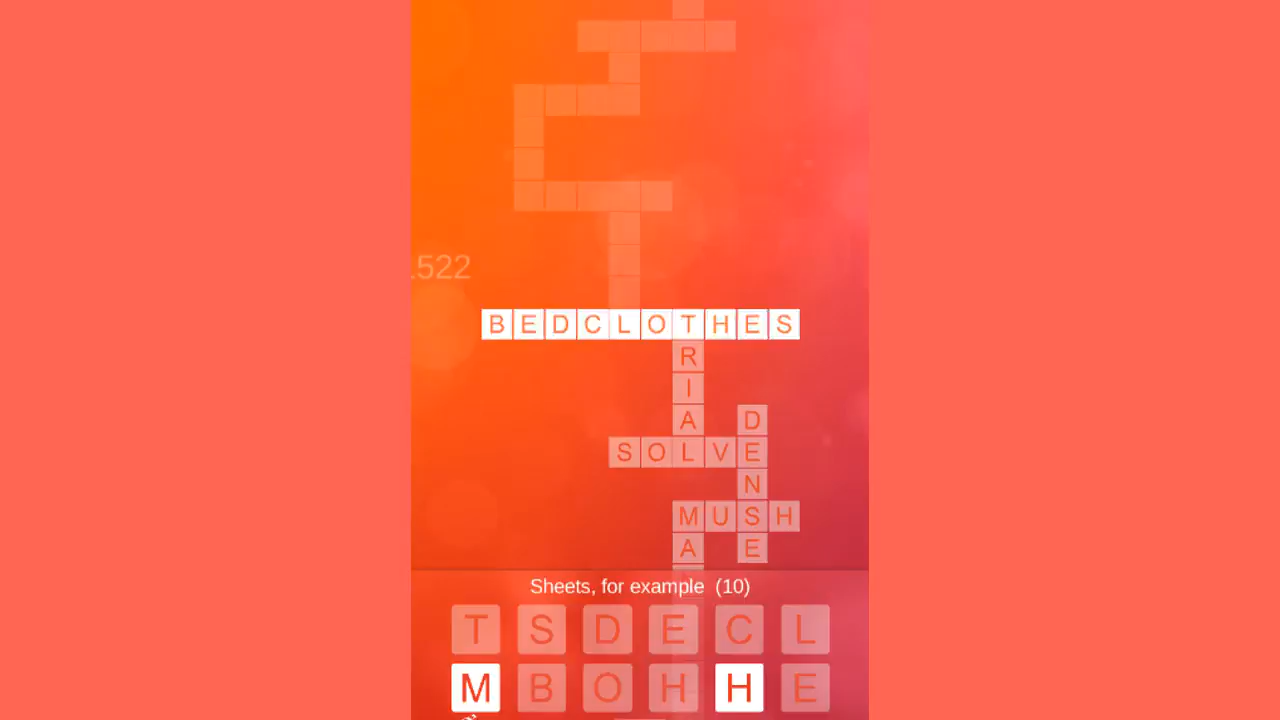 .522
BEDCLOTHES
R
I
A D
SOLVE
N
MUSH
A E
Sheets, for example (10)
T S D E C L
M B O H H E